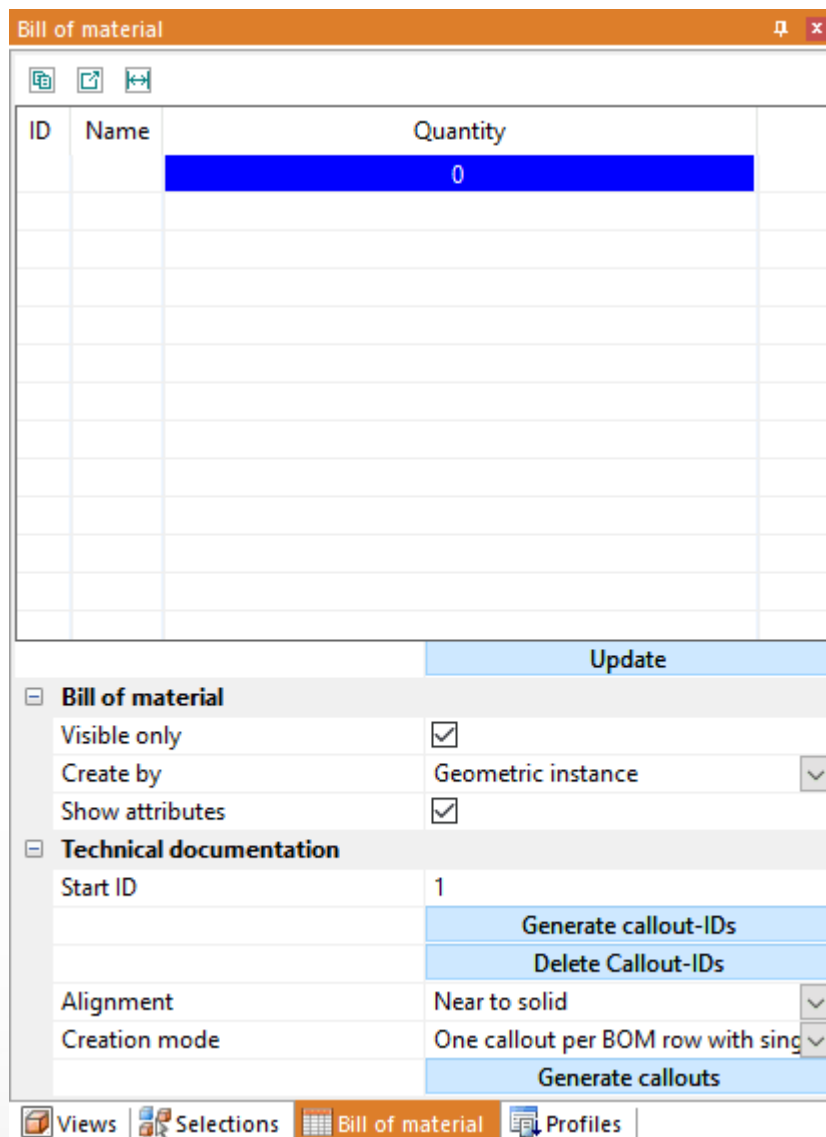 Bill of material
ID Name Quantity
0
Update
Bill of material
Visible only
Create by Geometric instance
Show attributes
Technical documentation
Start ID 1
Generate callout-IDs
Delete Callout-IDs
Alignment Near to solid
Creation mode One callout per BOM row with sing
Generate callouts
Views Selections Bill of material Profiles